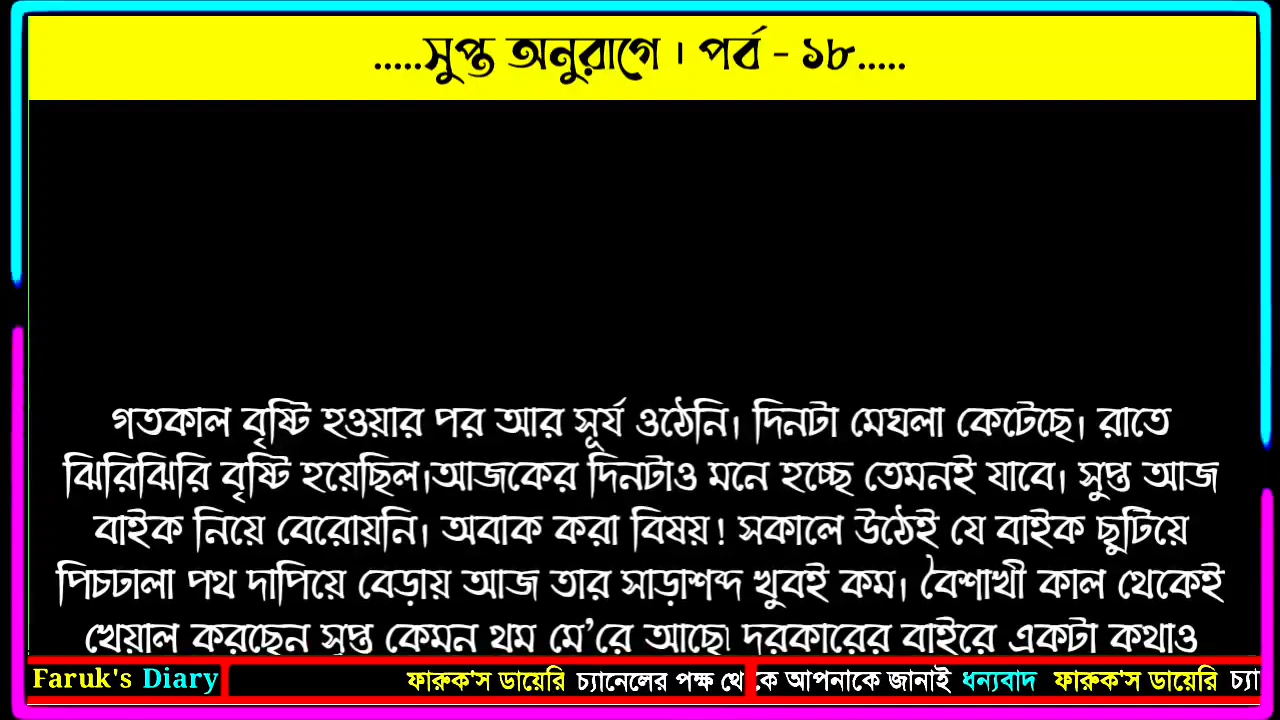 .....সুপ্ত অনুরাগে । পর্ব - ১৮.....
গতকাল বৃষ্টি হওয়ার পর আর সূর্য ওঠেনি। দিনটা মেঘলা কেটেছে। রাতে
ঝিরিঝিরি বৃষ্টি হয়েছিল।আজকের দিনটাও মনে হচ্ছে তেমনই যাবে। সুপ্ত আজ
বাইক নিয়ে বেরোয়নি। অবাক করা বিষয়! সকালে উঠেই যে বাইক ছুটিয়ে
পিচঢালা পথ দাপিয়ে বেড়ায় আজ তার সাড়াশব্দ খুবই কম। বৈশাখী কাল থেকেই
খেয়াল করছেন সুপ্ত কেমন থম মে’রে আছে। দরকারের বাইরে একটা কথাও
Faruk's Diary ফারুক'স ডায়েরি চ্যানেলের পক্ষ থেকে আপনাকে জানাই ধন্যবাদ ফারুক'স ডায়েরি চ্যা